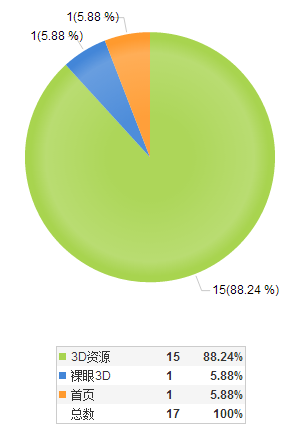 1(5.88 %)
1(5.88 %)
15(88.24 %)
3D资源 15 88.24%
裸眼3D 1 5.88%
首页 1 5.88%
总数 17 100%